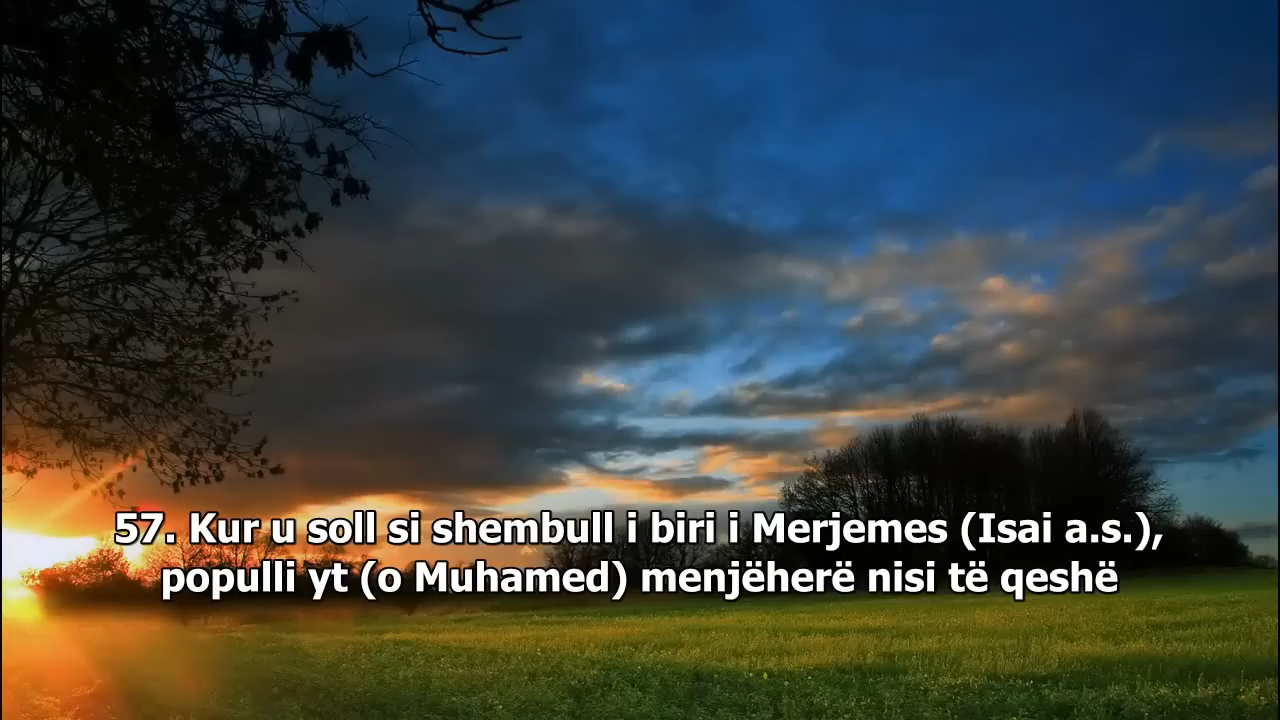 57. Kur u soll si shembull i biri i Merjemes (Isai a.s.),
populli yt (o Muhamed) menjëherë nisi të qeshë